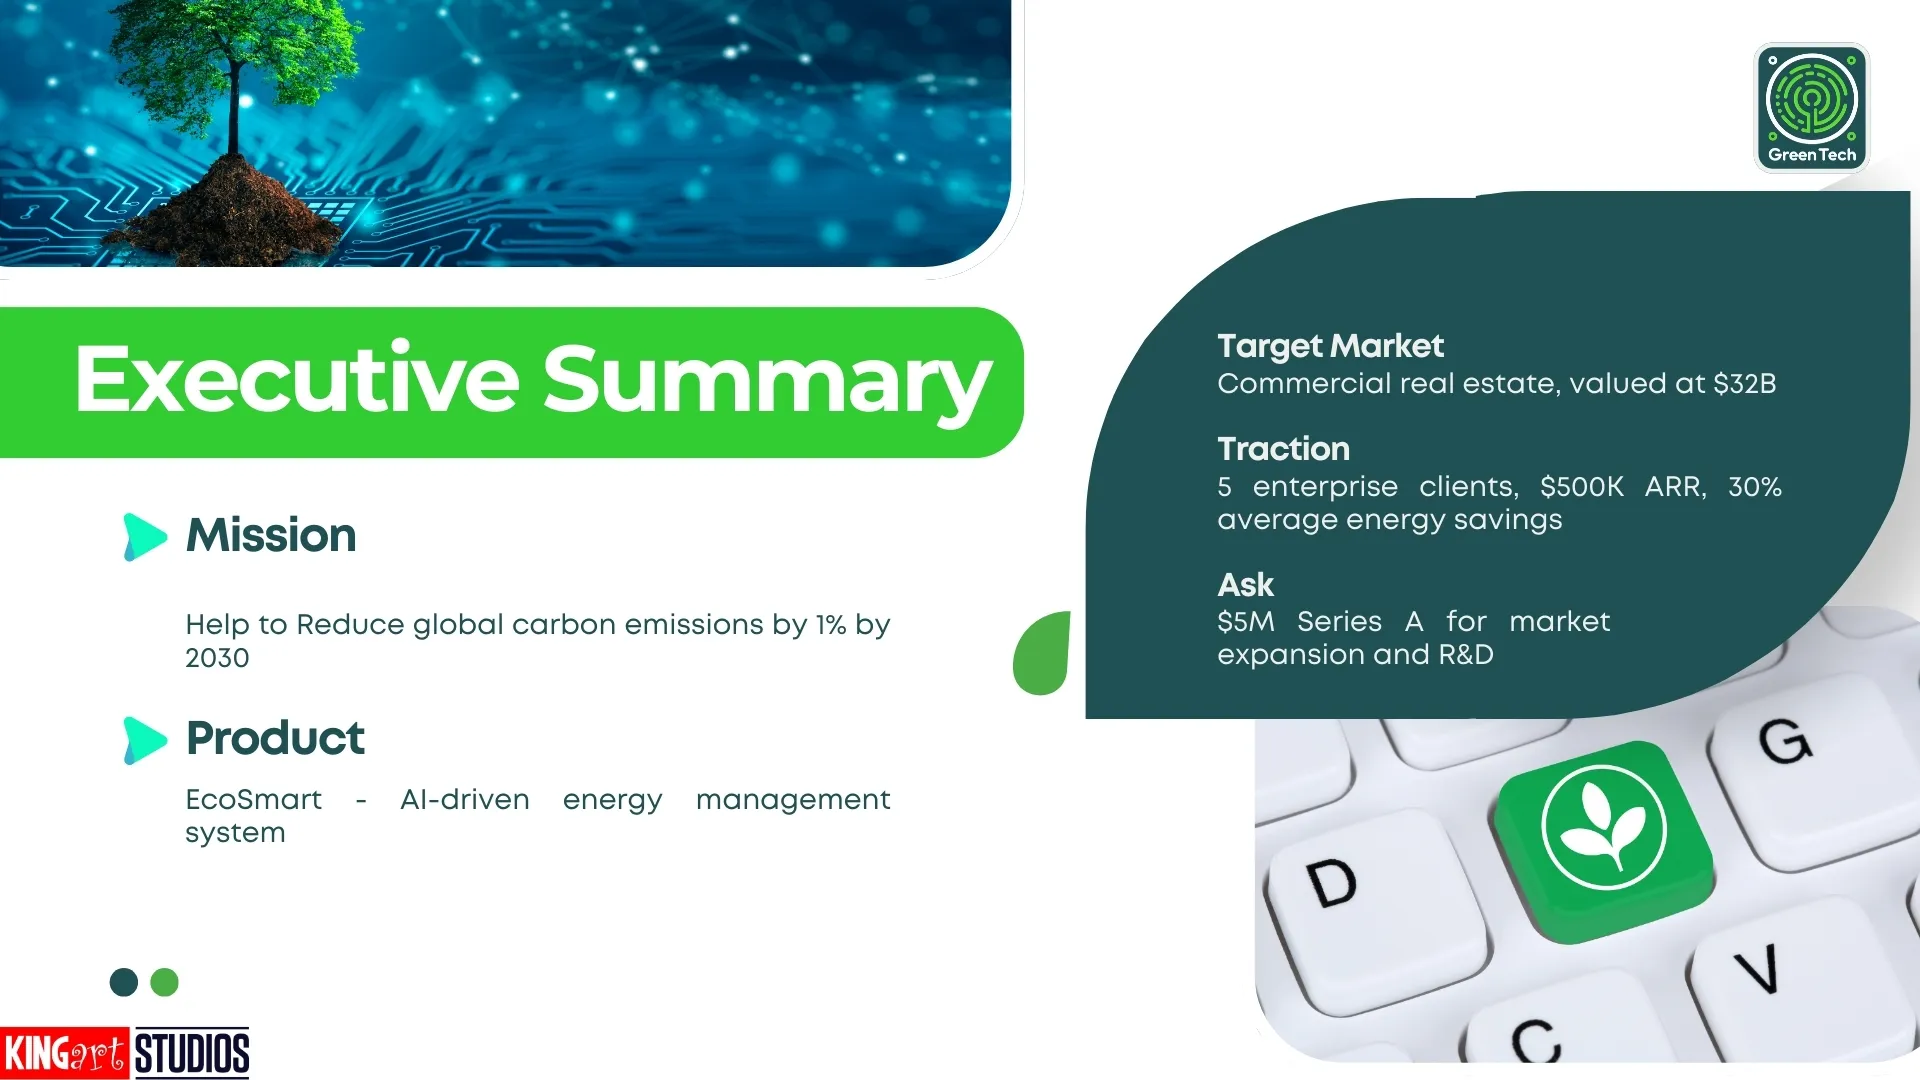 GreenTech
Executive Summary
Mission
Help to Reduce global carbon emissions by 1% by
2030
Product
EcoSmart - AI-driven energy management
system
Target Market
Commercial real estate, valued at $32B
Traction
5 enterprise clients, $500K ARR, 30%
average energy savings
Ask
$5M Series A for market
expansion and R&D
G
D
V
C
KINGart STUDIOS